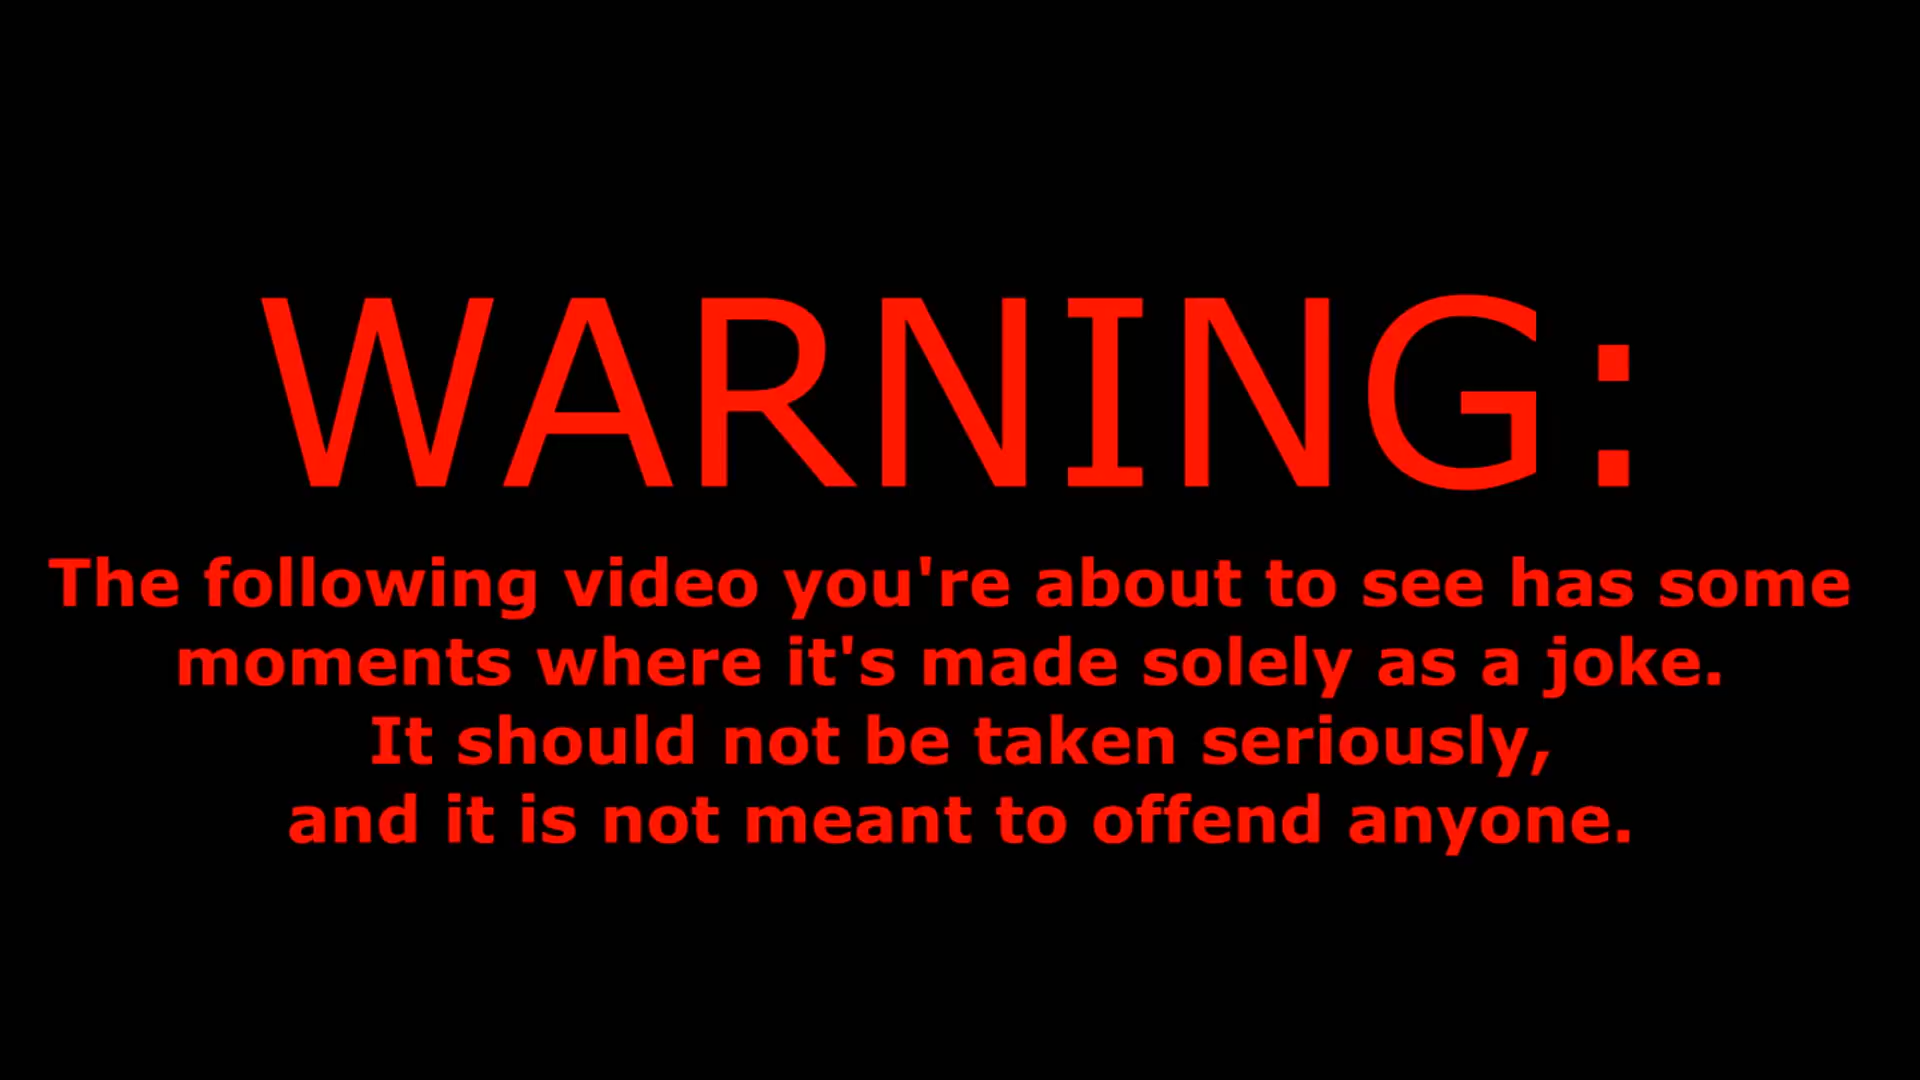 WARNING:
The following video you're about to see has some
moments where it's made solely as a joke.
It should not be taken seriously,
and it is not meant to offend anyone.